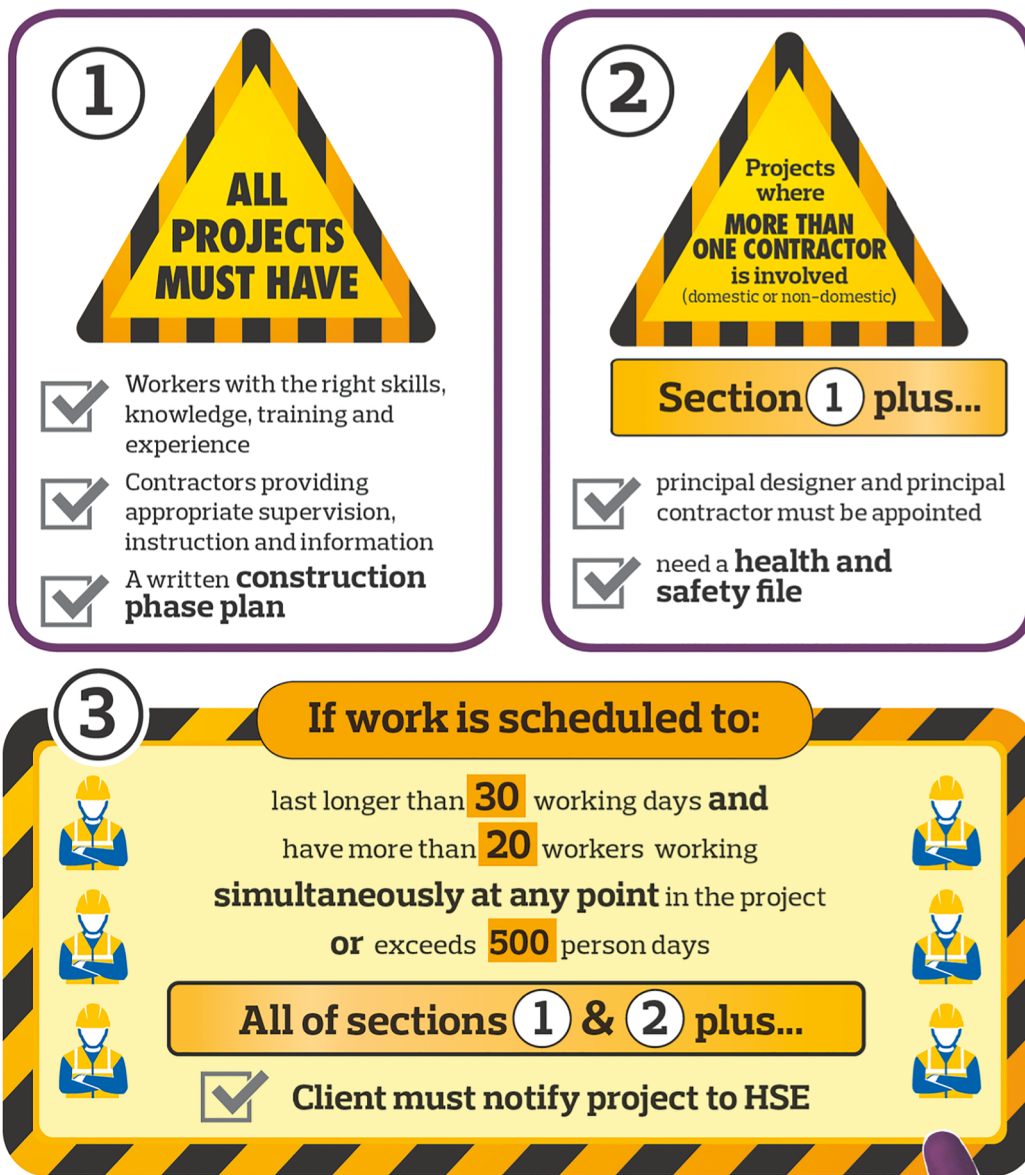 1
ALL
PROJECTS
MUST HAVE
Workers with the right skills,
knowledge, training and
experience
Contractors providing
appropriate supervision,
instruction and information
A written construction
phase plan
2
Projects
where
MORE THAN
ONE CONTRACTOR
is involved
(domestic or non-domestic)
Section 1 plus...
principal designer and principal
contractor must be appointed
need a health and
safety file
3
If work is scheduled to:
last longer than 30 working days and
have more than 20 workers working
simultaneously at any point in the project
or exceeds 500 person days
All of sections 1 & 2 plus...
Client must notify project to HSE